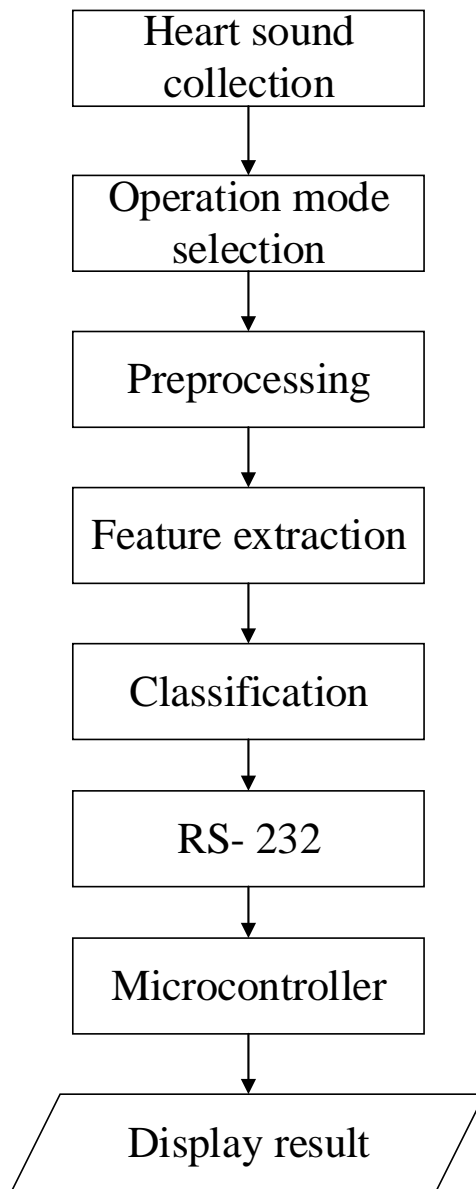 Heart sound
collection
Operation mode
selection
Preprocessing
Feature extraction
Classification
RS- 232
Microcontroller
Display result